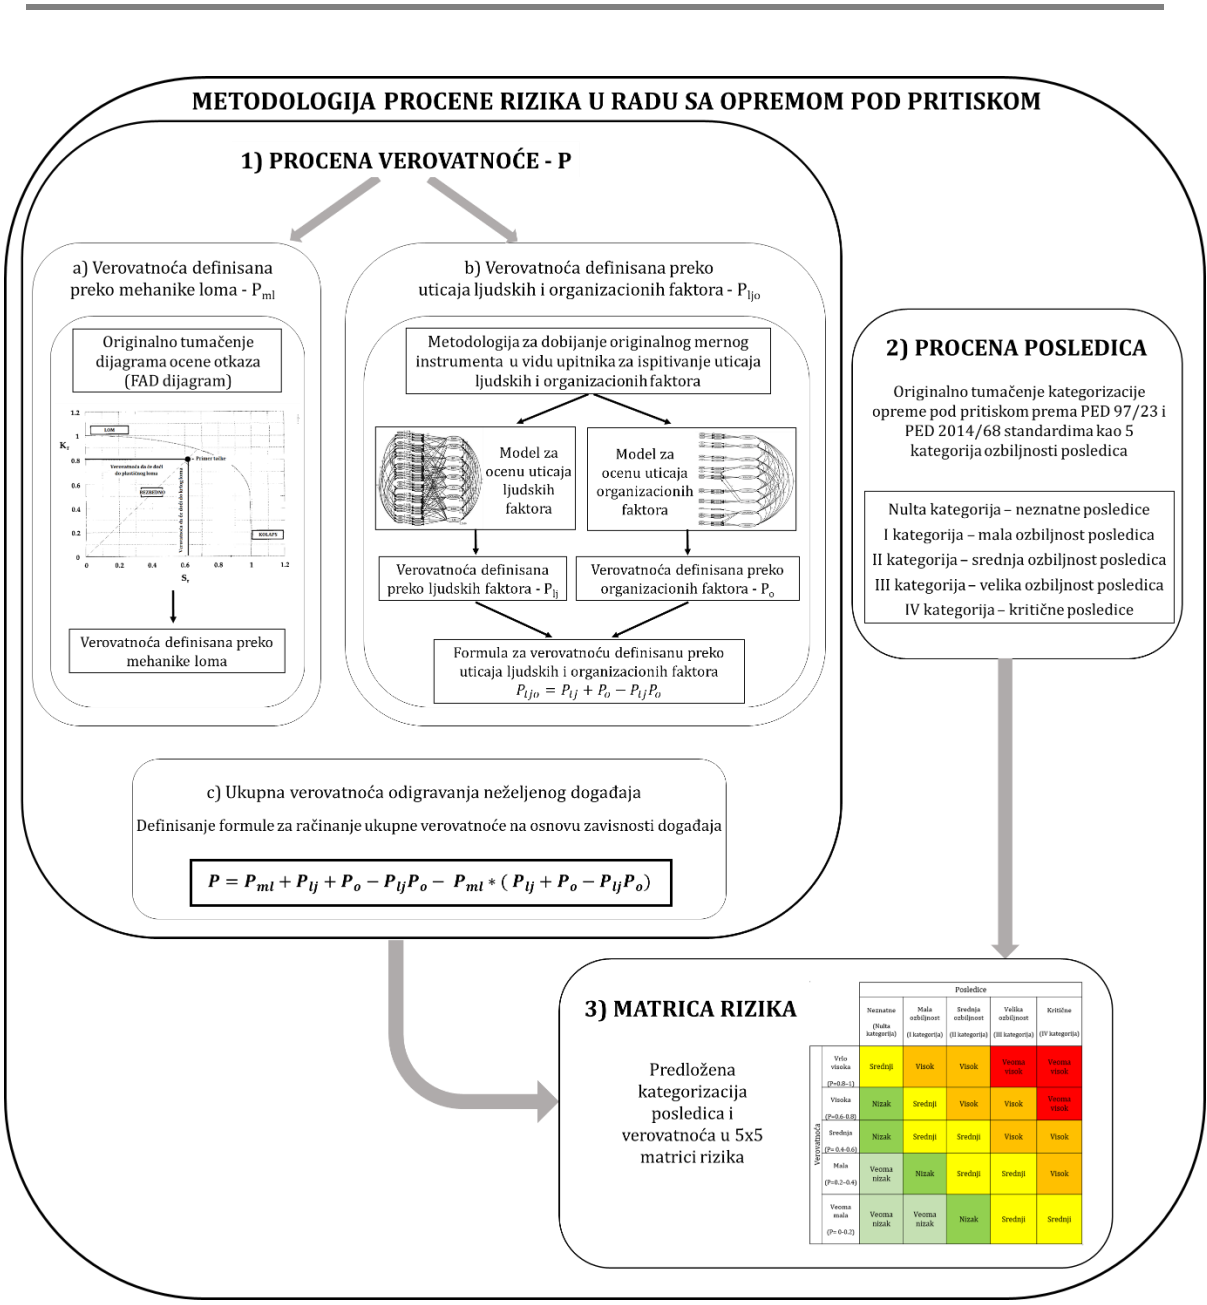 METODOLOGIJA PROCENE RIZIKA U RADU SA OPREMOM POD PRITISKOM
1) PROCENA VEROVATNOĆE - P
a) Verovatnoća definisana
preko mehanike loma - Pml
Originalno tumačenje
dijagrama ocene otkaza
(FAD dijagram)
1.2
1
0.8
0.6
0.4
0.2
0
Kr
LOM
Primer tačke
Verovatnoća da će doći
do plastičnog loma
BEZBEDNO
KOLAPS
0 0.2 0.4 0.6 0.8 1 1.2
Sr
Verovatnoća definisana preko
mehanike loma
b) Verovatnoća definisana preko
uticaja ljudskih i organizacionih faktora - Pljo
Metodologija za dobijanje originalnog mernog
instrumenta u vidu upitnika za ispitivanje uticaja
ljudskih i organizacionih faktora
Model za
ocenu uticaja
ljudskih
faktora
Model za
ocenu uticaja
organizacionih
faktora
Verovatnoća definisana
preko ljudskih faktora - Plj
Verovatnoća definisana preko
organizacionih faktora - Po
Formula za verovatnoću definisanu preko
uticaja ljudskih i organizacionih faktora
Pljo = Plj + Po − PljPo
c) Ukupna verovatnoća odigravanja neželjenog događaja
Definisanje formule za računanje ukupne verovatnoće na osnovu zavisnosti događaja
P = Pml + Plj + Po − PljPo − Pml ∗ ( Plj + Po − PljPo)
2) PROCENA POSLEDICA
Originalno tumačenje kategorizacije
opreme pod pritiskom prema PED 97/23 i
PED 2014/68 standardima kao 5
kategorija ozbiljnosti posledica
Nulta kategorija – neznatne posledice
I kategorija – mala ozbiljnost posledica
II kategorija – srednja ozbiljnost posledica
III kategorija – velika ozbiljnost posledica
IV kategorija – kritične posledice
3) MATRICA RIZIKA
Predložena
kategorizacija
posledica i
verovatnoća u 5x5
matrici rizika
Posledice
Neznatne
(Nulta
kategorija)
Mala
ozbiljnost
(I kategorija)
Srednja
ozbiljnost
(II kategorija)
Velika
ozbiljnost
(III kategorija)
Kritične
(IV kategorija)
Verovatnoća
Vrlo
visoka
(P=0.8–1)
Srednji
Visok
Visok
Veoma
visok
Veoma
visok
Visoka
(P=0.6-0.8)
Nizak
Srednji
Visok
Visok
Veoma
visok
Srednja
(P= 0.4-0.6)
Nizak
Srednji
Srednji
Visok
Visok
Mala
(P=0.2–0.4)
Veoma
nizak
Nizak
Srednji
Srednji
Visok
Veoma
mala
(P= 0-0.2)
Veoma
nizak
Veoma
nizak
Nizak
Srednji
Srednji